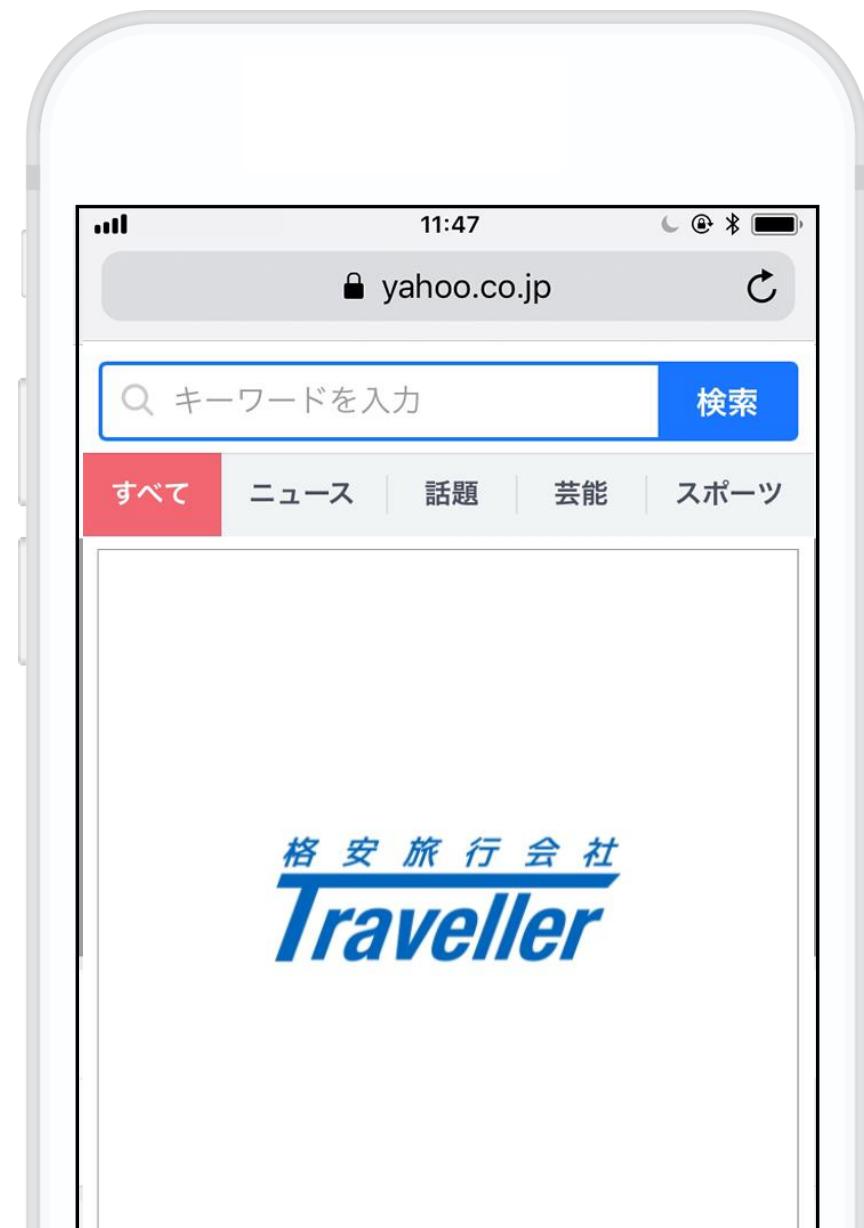 11:47
yahoo.co.jp
キーワードを入力 検索
すべて ニュース 話題 芸能 スポーツ
格安旅行会社
Traveller